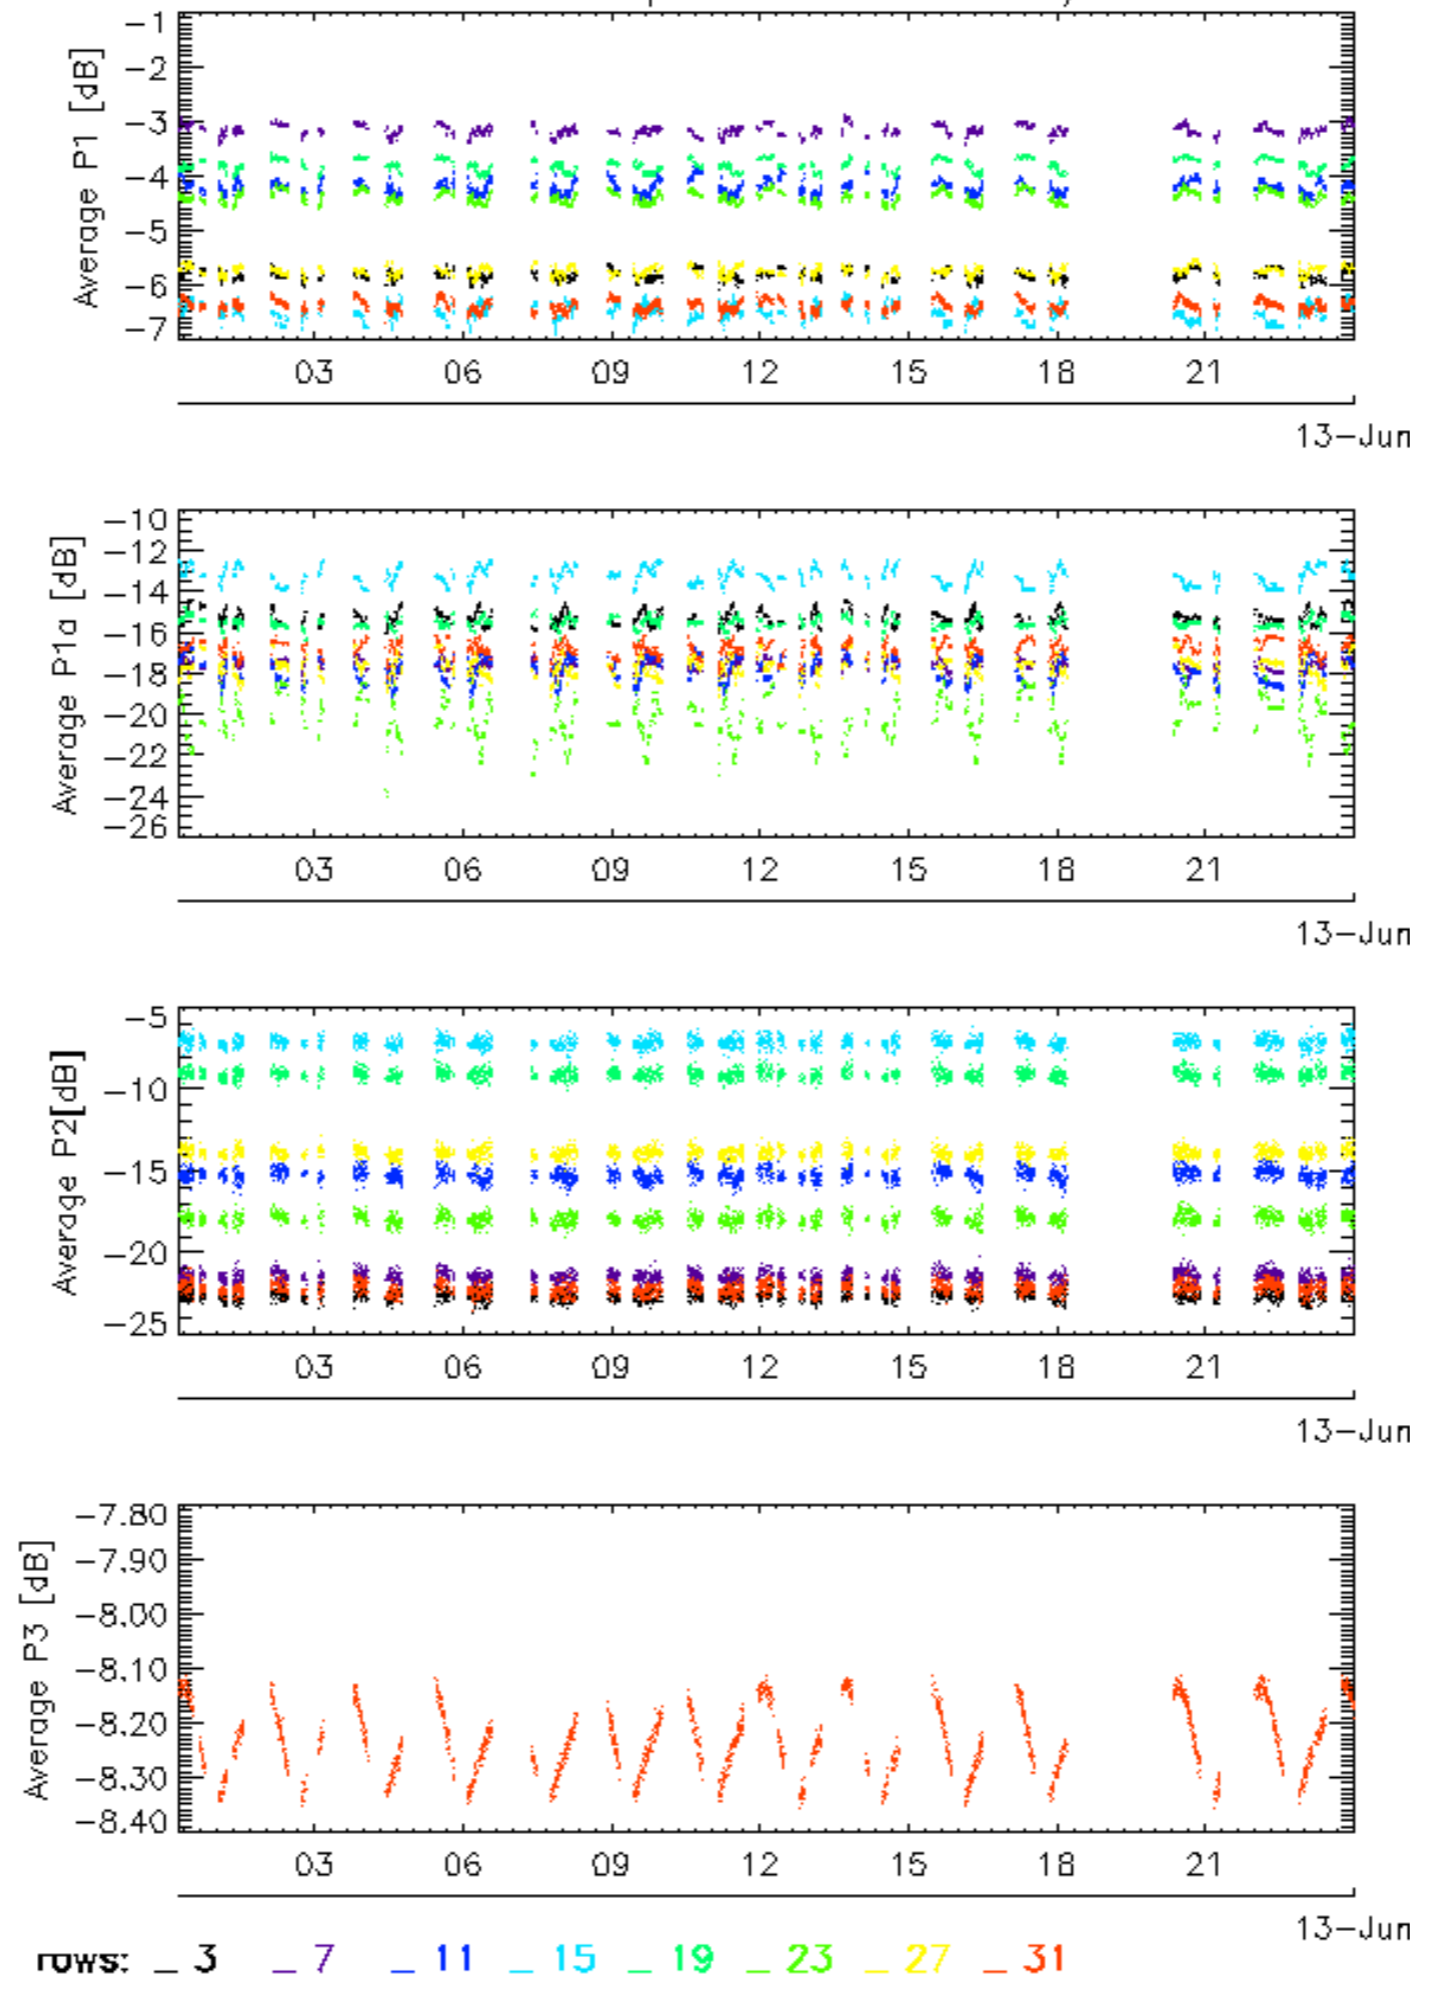 Average P1 [dB]
-1
-2
-3
-4
-5
-6
-7
03 06 09 12 15 18 21
13-Jun
Average P1a [dB]
-10
-12
-14
-16
-18
-20
-22
-24
-26
03 06 09 12 15 18 21
13-Jun
Average P2[dB]
-5
-10
-15
-20
-25
03 06 09 12 15 18 21
13-Jun
Average P3 [dB]
-7.80
-7.90
-8.00
-8.10
-8.20
-8.30
-8.40
03 06 09 12 15 18 21
13-Jun
rows: _ 3 _ 7 _ 11 _ 15 _ 19 _ 23 _ 27 _ 31